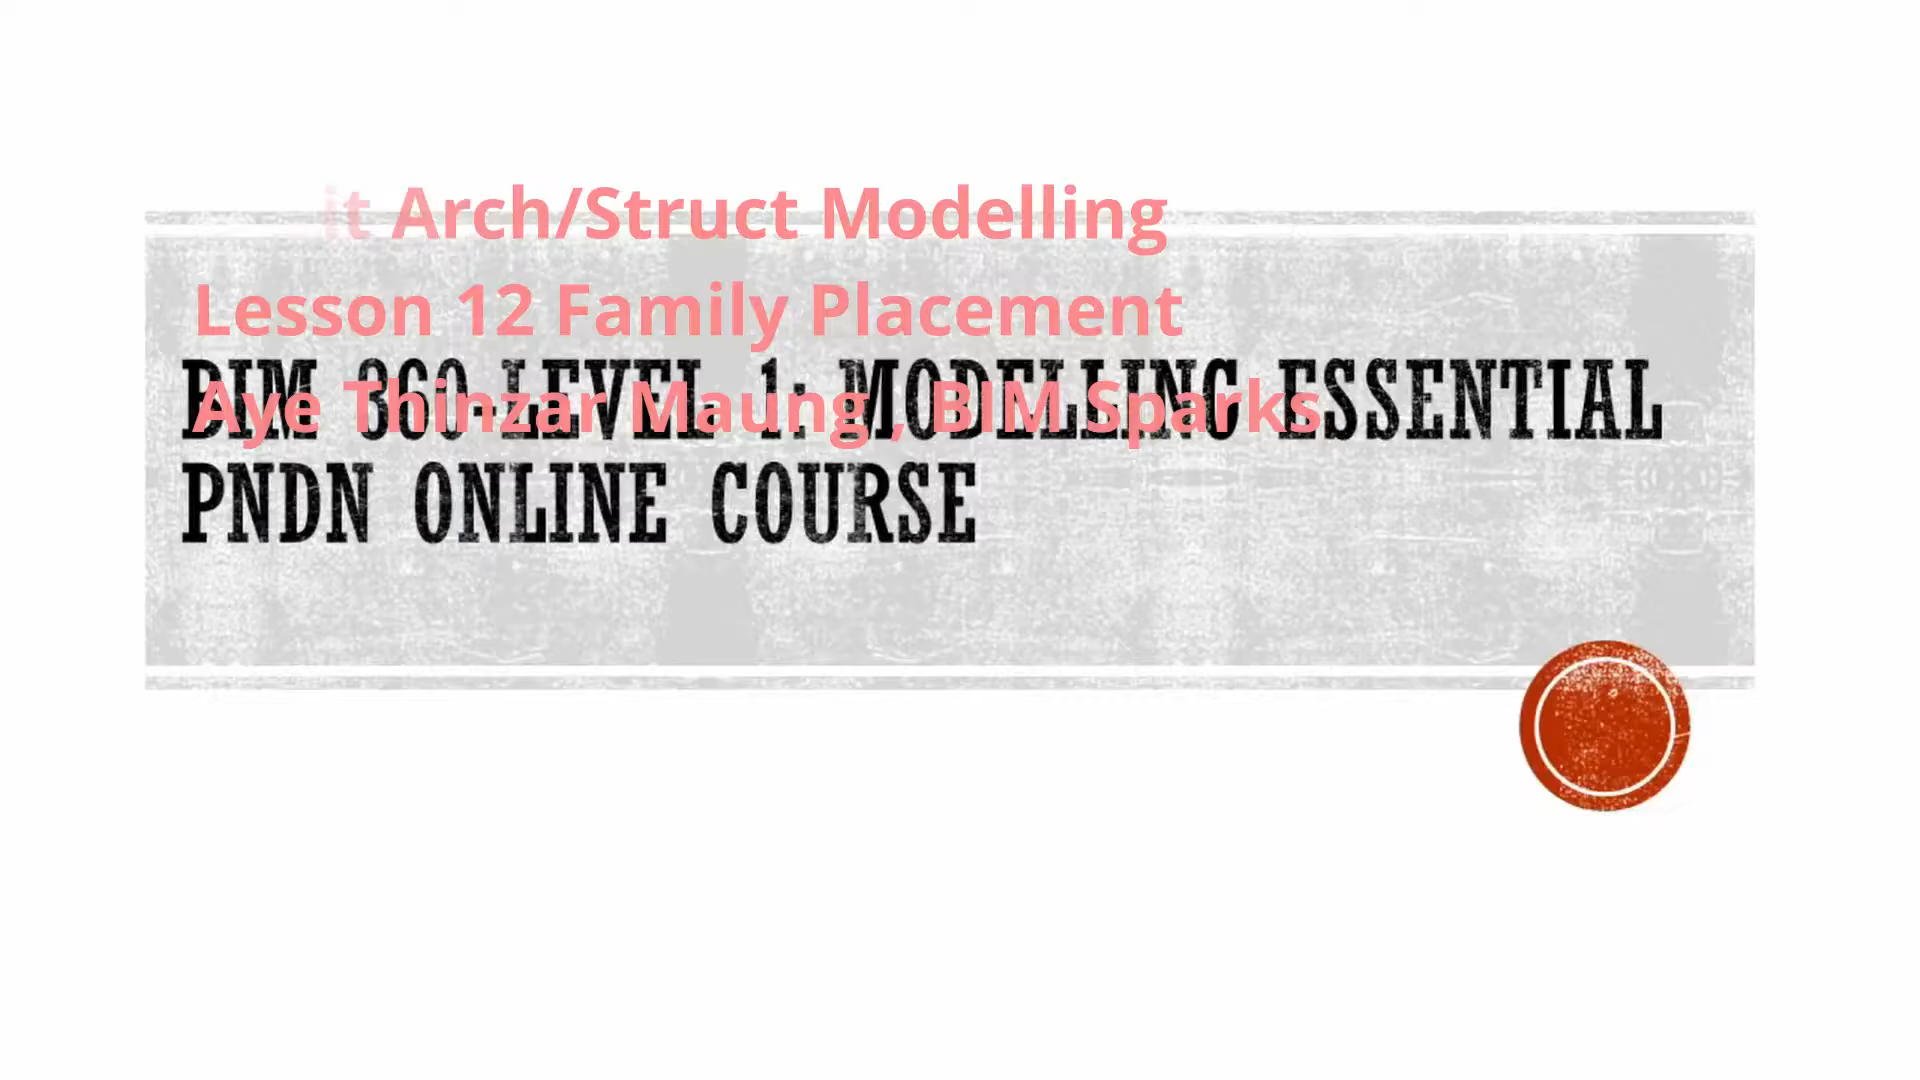 it Arch/Struct Modelling
Lesson 12 Family Placement
Aye Thinzar Maung, BIM Sparks
BIM 360-LEVEL 1: MODELLING ESSENTIAL
PNDN ONLINE COURSE